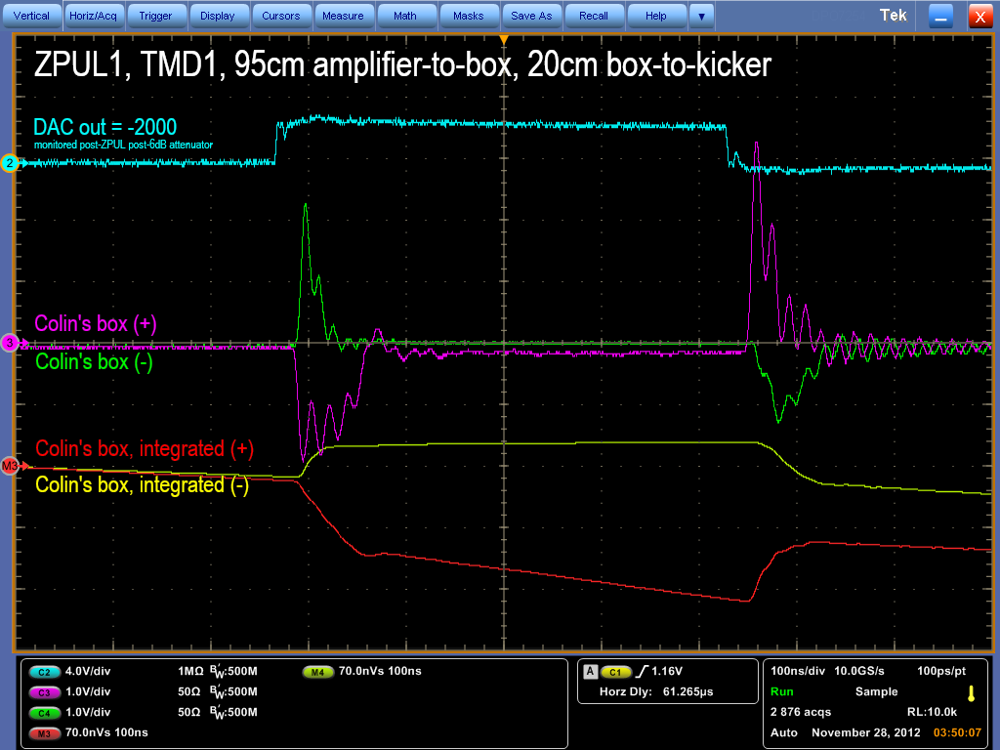 Vertical Horiz/Acq Trigger Display Cursors Measure Math Masks Save As Recall Help Tek X
ZPUL1, TMD1, 95cm amplifier-to-box, 20cm box-to-kicker
DAC out = -2000
monitored post-ZPUL post-6dB attenuator
2
Colin's box (+)
3
Colin's box (-)
Colin's box, integrated (+)
M3
Colin's box, integrated (-)
C2 4.0V/div 1MΩ BW:500M M4 70.0nVs 100ns
C3 1.0V/div 50Ω BW:500M
C4 1.0V/div 50Ω BW:500M
M3 70.0nVs 100ns
A C1 1.16V
Horz Dly: 61.265µs
100ns/div 10.0GS/s 100ps/pt
Run Sample
2 876 acqs RL:10.0k
Auto November 28, 2012 03:50:07